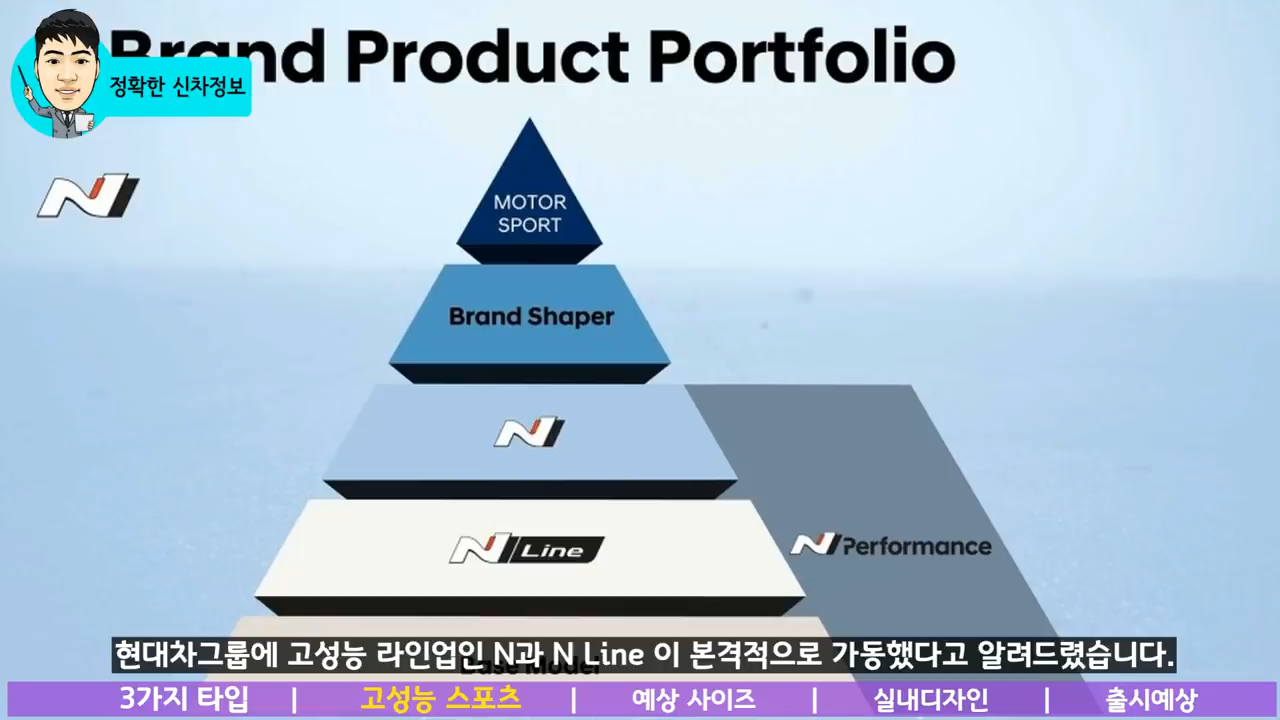 Brand Product Portfolio
정확한 신차정보
N
MOTOR
SPORT
Brand Shaper
N
N Line
N Performance
Base Model
현대차그룹에 고성능 라인업인 N과 N Line 이 본격적으로 가동했다고 알려드렸습니다.
3가지 타입 | 고성능 스포츠 | 예상 사이즈 | 실내디자인 | 출시예상